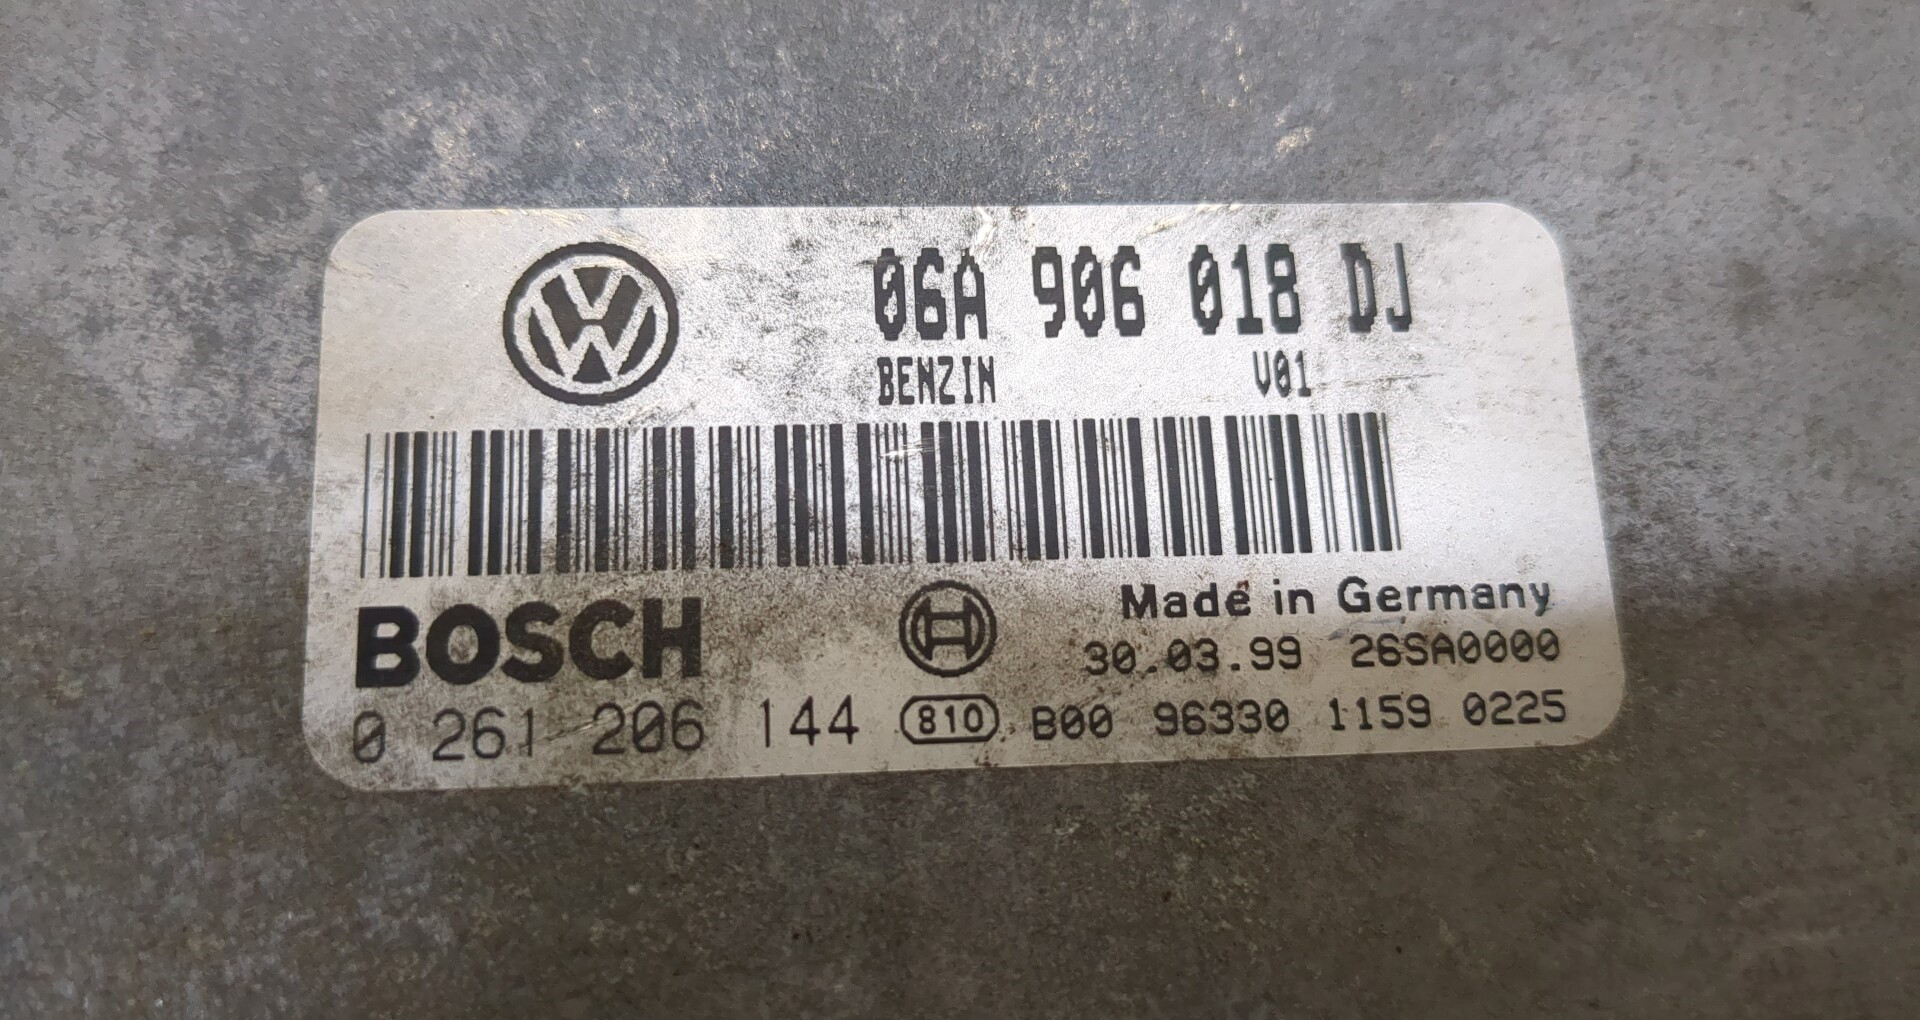 06A 906 018 DJ
BENZIN V01
BOSCH
Made in Germany
30.03.99 26SA0000
0 261 206 144 810 B00 96330 1159 0225